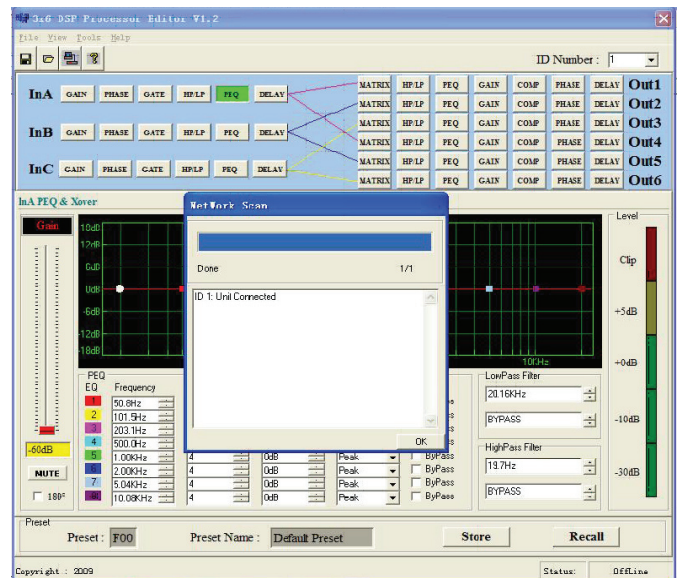 3x6 DSP Processor Editor V1.2
File View Tools Help
ID Number : 1
InA GAIN PHASE GATE HP/LP PEQ DELAY
InB GAIN PHASE GATE HP/LP PEQ DELAY
InC GAIN PHASE GATE HP/LP PEQ DELAY
MATRIX HP/LP PEQ GAIN COMP PHASE DELAY Out1
MATRIX HP/LP PEQ GAIN COMP PHASE DELAY Out2
MATRIX HP/LP PEQ GAIN COMP PHASE DELAY Out3
MATRIX HP/LP PEQ GAIN COMP PHASE DELAY Out4
MATRIX HP/LP PEQ GAIN COMP PHASE DELAY Out5
MATRIX HP/LP PEQ GAIN COMP PHASE DELAY Out6
InA PEQ & Xover
Gain
-60dB
MUTE
180°
18dB
12dB
6dB
0dB
-6dB
-12dB
-18dB
10KHz
NetWork Scan
Done 1/1
ID 1: Unil Connected
OK
PEQ
EQ Frequency
1 50.8Hz
2 101.5Hz
3 203.1Hz
4 500.0Hz
5 1.00KHz 4 0dB Peak ByPass
6 2.00KHz 4 0dB Peak ByPass
7 5.04KHz 4 0dB Peak ByPass
10.08KHz 4 0dB Peak ByPass
LowPass Filter
20.16KHz
BYPASS
HighPass Filter
19.7Hz
BYPASS
Level
Clip
+5dB
+0dB
-10dB
-30dB
Preset
Preset : F00 Preset Name : Default Preset Store Recall
Copyright : 2009 Status: OffLine